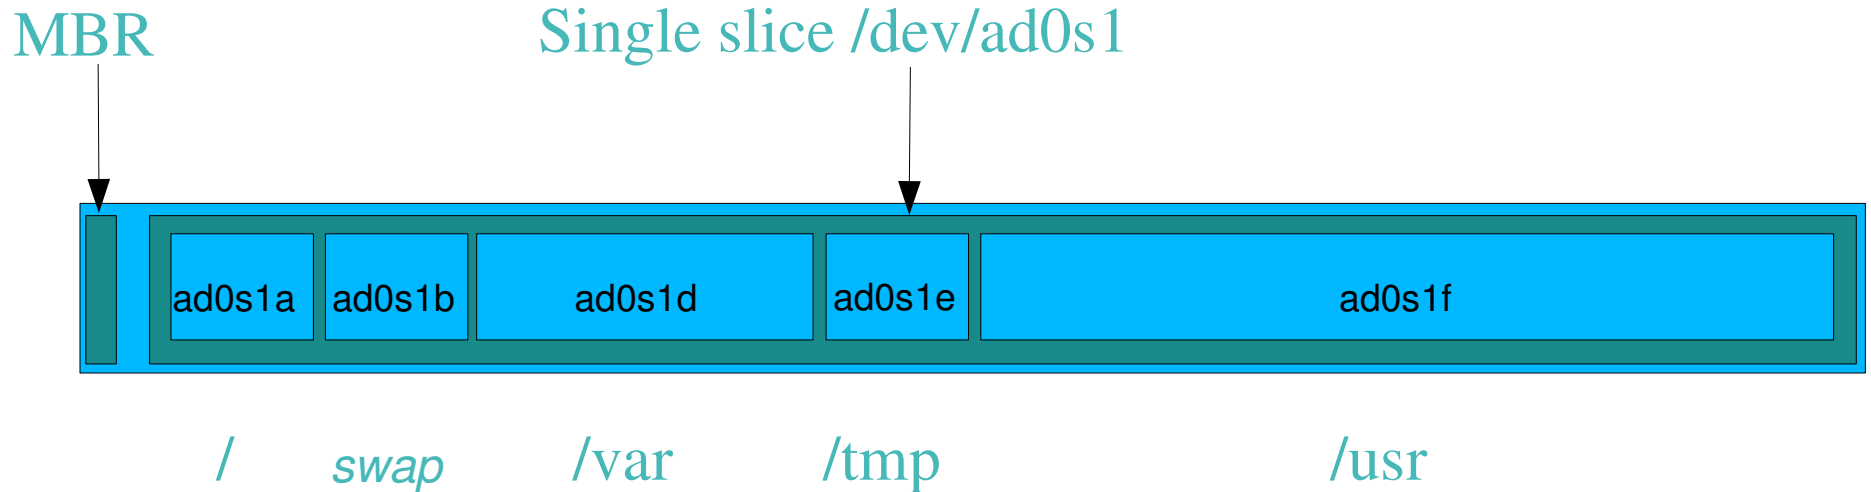 MBR
Single slice /dev/ad0s1
ad0s1a
ad0s1b
ad0s1d
ad0s1e
ad0s1f
/
swap
/var
/tmp
/usr